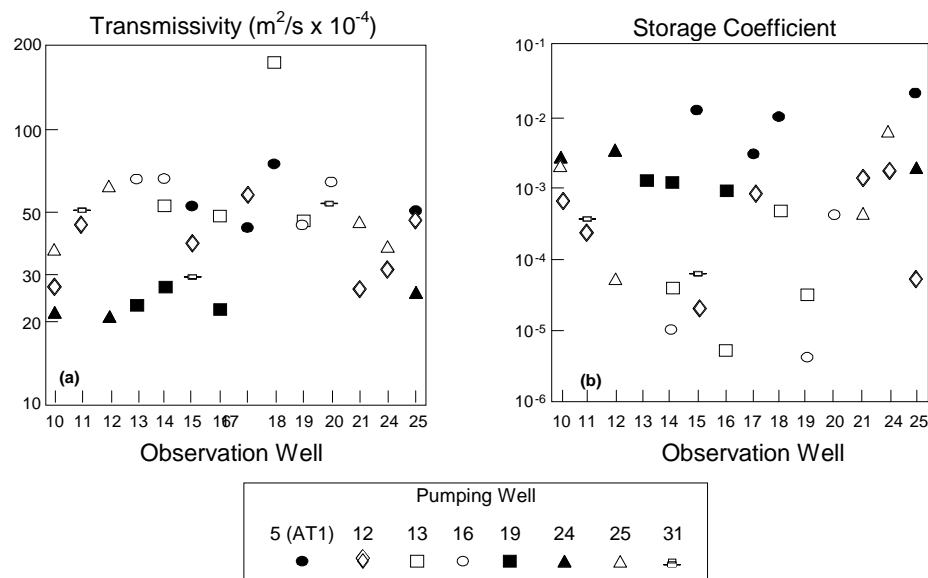 Transmissivity (m²/s x 10⁻⁴)
200
100
50
30
20
10
(a)
10 11 12 13 14 15 16 17 18 19 20 21 24 25
Observation Well
Storage Coefficient
10⁻¹
10⁻²
10⁻³
10⁻⁴
10⁻⁵
10⁻⁶
(b)
10 11 12 13 14 15 16 17 18 19 20 21 24 25
Observation Well
Pumping Well
5 (AT1) 12 13 16 19 24 25 31